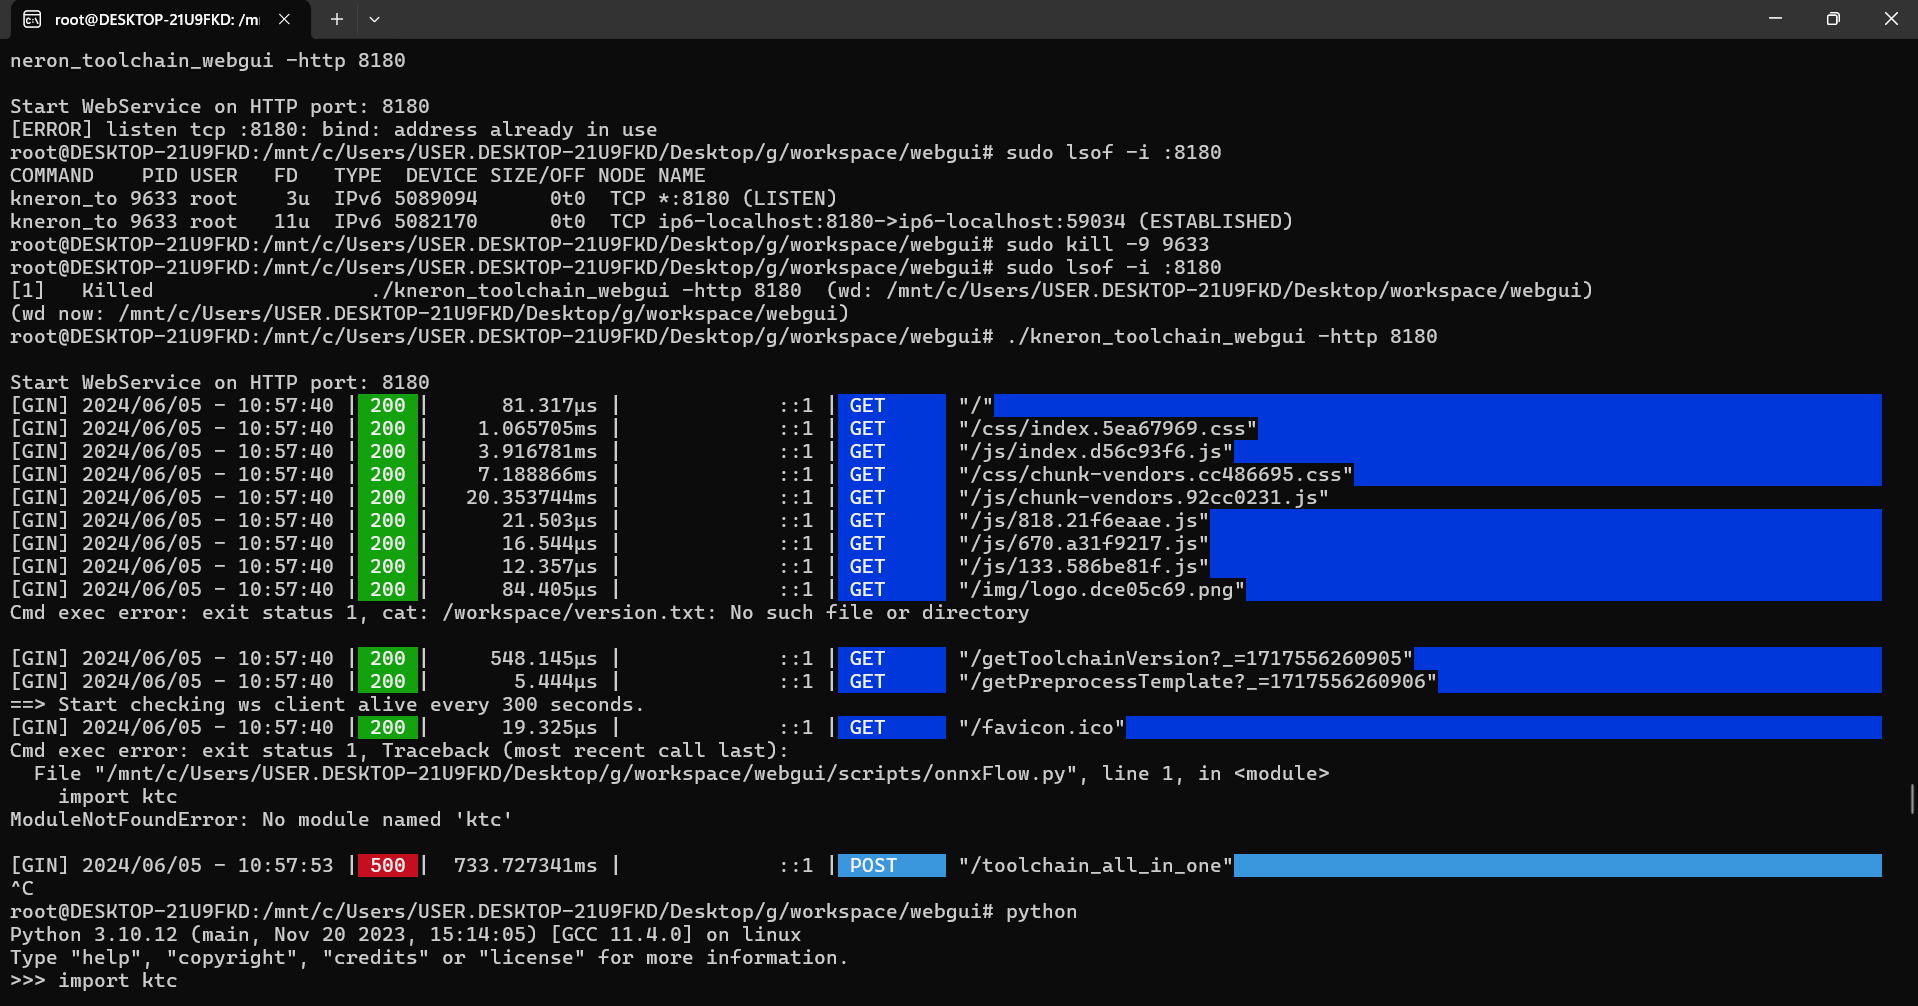 root@DESKTOP-21U9FKD: /m
neron_toolchain_webgui -http 8180
Start WebService on HTTP port: 8180
[ERROR] listen tcp :8180: bind: address already in use
root@DESKTOP-21U9FKD:/mnt/c/Users/USER.DESKTOP-21U9FKD/Desktop/g/workspace/webgui# sudo lsof -i :8180
COMMAND    PID USER   FD   TYPE  DEVICE SIZE/OFF NODE NAME
kneron_to 9633 root    3u  IPv6 5089094      0t0  TCP *:8180 (LISTEN)
kneron_to 9633 root   11u  IPv6 5082170      0t0  TCP ip6-localhost:8180->ip6-localhost:59034 (ESTABLISHED)
root@DESKTOP-21U9FKD:/mnt/c/Users/USER.DESKTOP-21U9FKD/Desktop/g/workspace/webgui# sudo kill -9 9633
root@DESKTOP-21U9FKD:/mnt/c/Users/USER.DESKTOP-21U9FKD/Desktop/g/workspace/webgui# sudo lsof -i :8180
[1]   Killed                  ./kneron_toolchain_webgui -http 8180  (wd: /mnt/c/Users/USER.DESKTOP-21U9FKD/Desktop/workspace/webgui)
(wd now: /mnt/c/Users/USER.DESKTOP-21U9FKD/Desktop/g/workspace/webgui)
root@DESKTOP-21U9FKD:/mnt/c/Users/USER.DESKTOP-21U9FKD/Desktop/g/workspace/webgui# ./kneron_toolchain_webgui -http 8180
Start WebService on HTTP port: 8180
[GIN] 2024/06/05 - 10:57:40 | 200 |      81.317µs |             ::1 | GET      "/"
[GIN] 2024/06/05 - 10:57:40 | 200 |    1.065705ms |             ::1 | GET      "/css/index.5ea67969.css"
[GIN] 2024/06/05 - 10:57:40 | 200 |    3.916781ms |             ::1 | GET      "/js/index.d56c93f6.js"
[GIN] 2024/06/05 - 10:57:40 | 200 |    7.188866ms |             ::1 | GET      "/css/chunk-vendors.cc486695.css"
[GIN] 2024/06/05 - 10:57:40 | 200 |   20.353744ms |             ::1 | GET      "/js/chunk-vendors.92cc0231.js"
[GIN] 2024/06/05 - 10:57:40 | 200 |      21.503µs |             ::1 | GET      "/js/818.21f6eaae.js"
[GIN] 2024/06/05 - 10:57:40 | 200 |      16.544µs |             ::1 | GET      "/js/670.a31f9217.js"
[GIN] 2024/06/05 - 10:57:40 | 200 |      12.357µs |             ::1 | GET      "/js/133.586be81f.js"
[GIN] 2024/06/05 - 10:57:40 | 200 |      84.405µs |             ::1 | GET      "/img/logo.dce05c69.png"
Cmd exec error: exit status 1, cat: /workspace/version.txt: No such file or directory
[GIN] 2024/06/05 - 10:57:40 | 200 |     548.145µs |             ::1 | GET      "/getToolchainVersion?_=1717556260905"
[GIN] 2024/06/05 - 10:57:40 | 200 |       5.444µs |             ::1 | GET      "/getPreprocessTemplate?_=1717556260906"
==> Start checking ws client alive every 300 seconds.
[GIN] 2024/06/05 - 10:57:40 | 200 |      19.325µs |             ::1 | GET      "/favicon.ico"
Cmd exec error: exit status 1, Traceback (most recent call last):
  File "/mnt/c/Users/USER.DESKTOP-21U9FKD/Desktop/g/workspace/webgui/scripts/onnxFlow.py", line 1, in <module>
    import ktc
ModuleNotFoundError: No module named 'ktc'
[GIN] 2024/06/05 - 10:57:53 | 500 |  733.727341ms |             ::1 | POST     "/toolchain_all_in_one"
^C
root@DESKTOP-21U9FKD:/mnt/c/Users/USER.DESKTOP-21U9FKD/Desktop/g/workspace/webgui# python
Python 3.10.12 (main, Nov 20 2023, 15:14:05) [GCC 11.4.0] on linux
Type "help", "copyright", "credits" or "license" for more information.
>>> import ktc